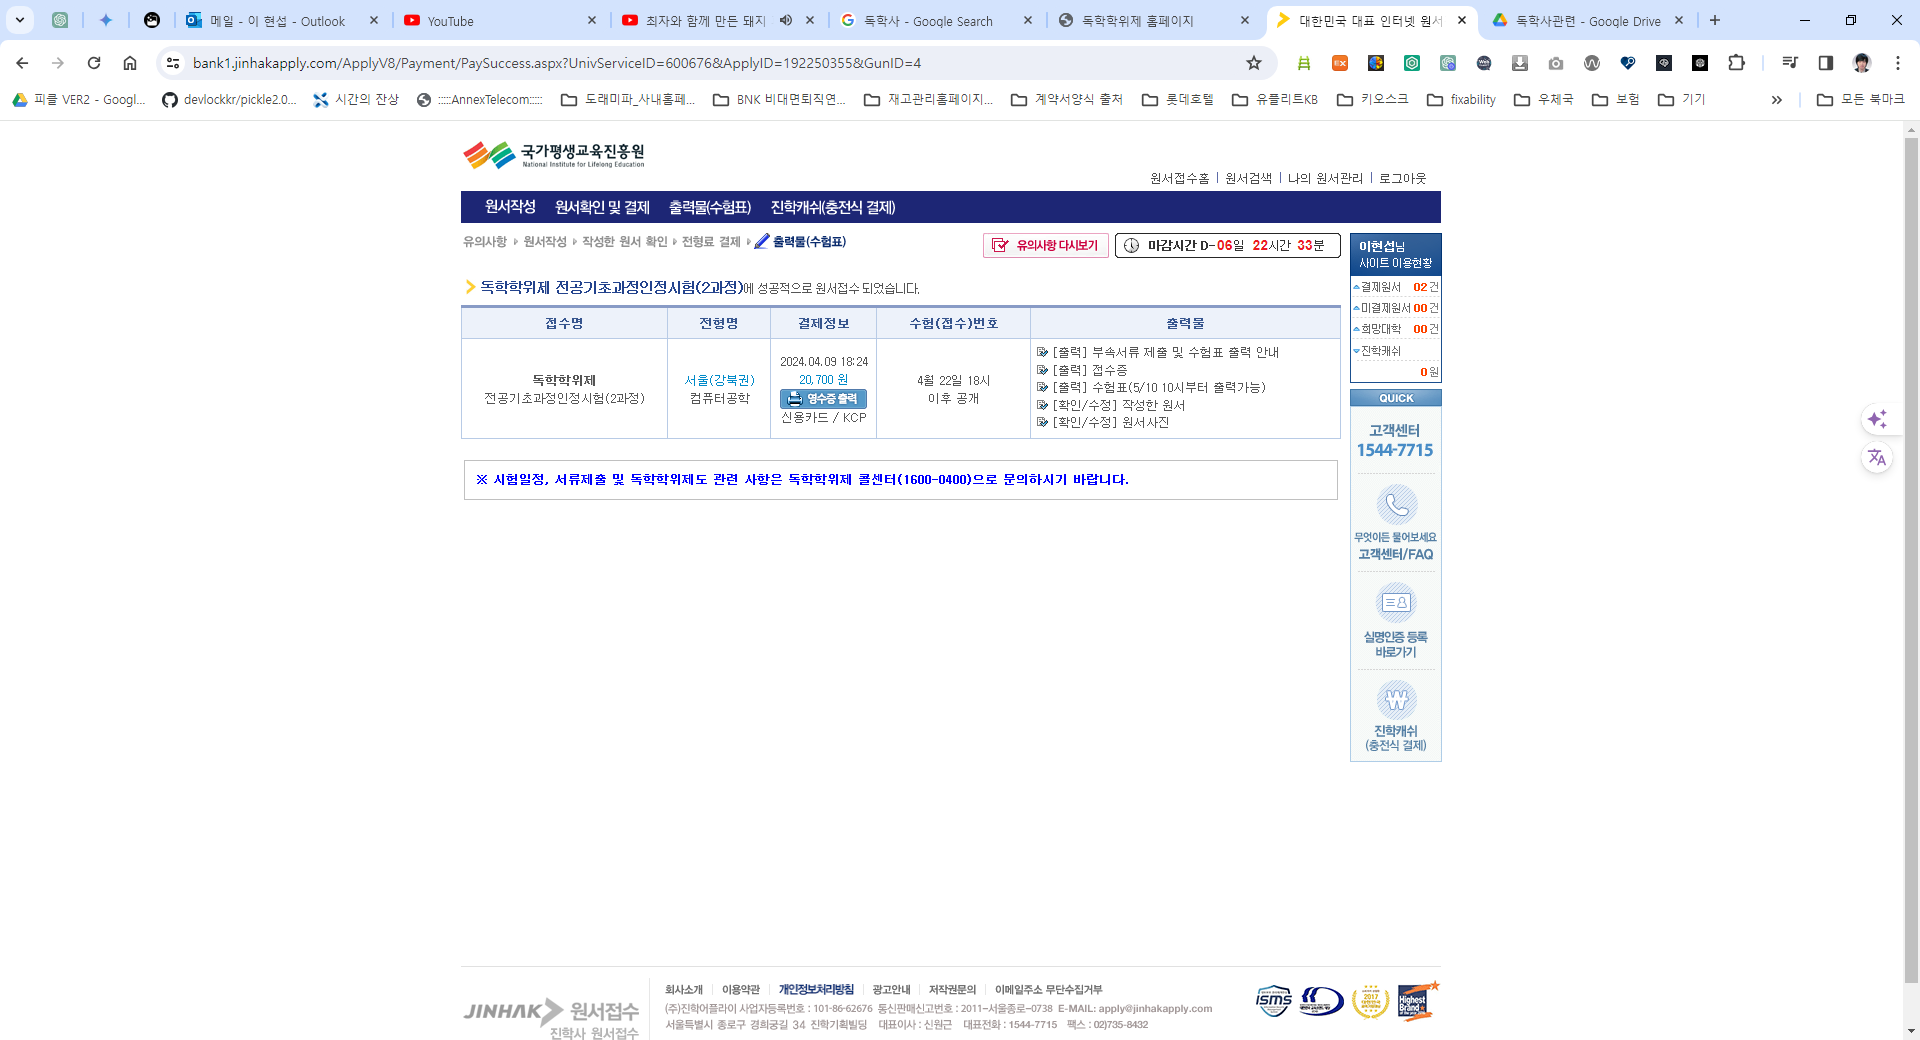 메일 - 이 현섭 - Outlook
YouTube
최자와 함께 만든 돼지
독학사 - Google Search
독학학위제 홈페이지
대한민국 대표 인터넷 원서
독학사관련 - Google Drive
bank1.jinhakapply.com/ApplyV8/Payment/PaySuccess.aspx?UnivServiceID=600676&ApplyID=192250355&GunID=4
피클 VER2 - Googl...
devlockkr/pickle2.0...
시간의 잔상
:::::AnnexTelecom:::::
도래미파_사내홈페...
BNK 비대면퇴직연...
재고관리홈페이지...
계약서양식 출처
롯데호텔
유플리트KB
키오스크
fixability
우체국
보험
기기
모든 북마크
국가평생교육진흥원
National Institute for Lifelong Education
원서접수홈 | 원서검색 | 나의 원서관리 | 로그아웃
원서작성 원서확인 및 결제 출력물(수험표) 진학캐쉬(충전식 결제)
유의사항 원서작성 작성한 원서 확인 전형료 결제 출력물(수험표)
유의사항 다시보기
마감시간 D-06일 22시간 33분
이현섭님
사이트 이용현황
결제원서 02건
미결제원서 00건
희망대학 00건
진학캐쉬
0원
독학학위제 전공기초과정인정시험(2과정)에 성공적으로 원서접수 되었습니다.
접수명 전형명 결제정보 수험(접수)번호 출력물
독학학위제
전공기초과정인정시험(2과정)
서울(강북권)
컴퓨터공학
2024.04.09 18:24
20,700 원
영수증 출력
신용카드 / KCP
4월 22일 18시
이후 공개
[출력] 부속서류 제출 및 수험표 출력 안내
[출력] 접수증
[출력] 수험표(5/10 10시부터 출력가능)
[확인/수정] 작성한 원서
[확인/수정] 원서사진
※ 시험일정, 서류제출 및 독학학위제도 관련 사항은 독학학위제 콜센터(1600-0400)으로 문의하시기 바랍니다.
QUICK
고객센터
1544-7715
무엇이든 물어보세요
고객센터/FAQ
실명인증 등록
바로가기
진학캐쉬
(충전식 결제)
JINHAK 원서접수
진학사 원서접수
회사소개 이용약관 개인정보처리방침 광고안내 저작권문의 이메일주소 무단수집거부
(주)진학어플라이 사업자등록번호 : 101-86-62676 통신판매신고번호 : 2011-서울종로-0738 E-MAIL: apply@jinhakapply.com
서울특별시 종로구 경희궁길 34 진학기획빌딩 대표이사 : 신원근 대표전화 : 1544-7715 팩스 : 02)735-8432
ISMS
2017
Highest
Brand